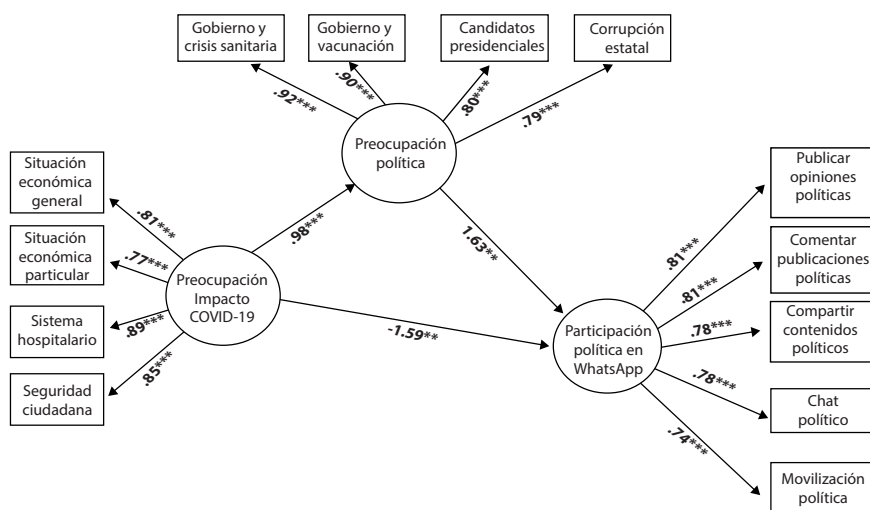 Gobierno y
crisis sanitaria
Gobierno y
vacunación
Candidatos
presidenciales
Corrupción
estatal
.92***
.90***
.80***
.79***
Preocupación
política
Situación
económica
general
Situación
económica
particular
Sistema
hospitalario
Seguridad
ciudadana
.81***
.77***
.89***
.85***
Preocupación
Impacto
COVID-19
.98***
1.63**
-1.59**
Participación
política en
WhatsApp
.81***
.81***
.78***
.78***
.74***
Publicar
opiniones
políticas
Comentar
publicaciones
políticas
Compartir
contenidos
políticos
Chat
político
Movilización
política